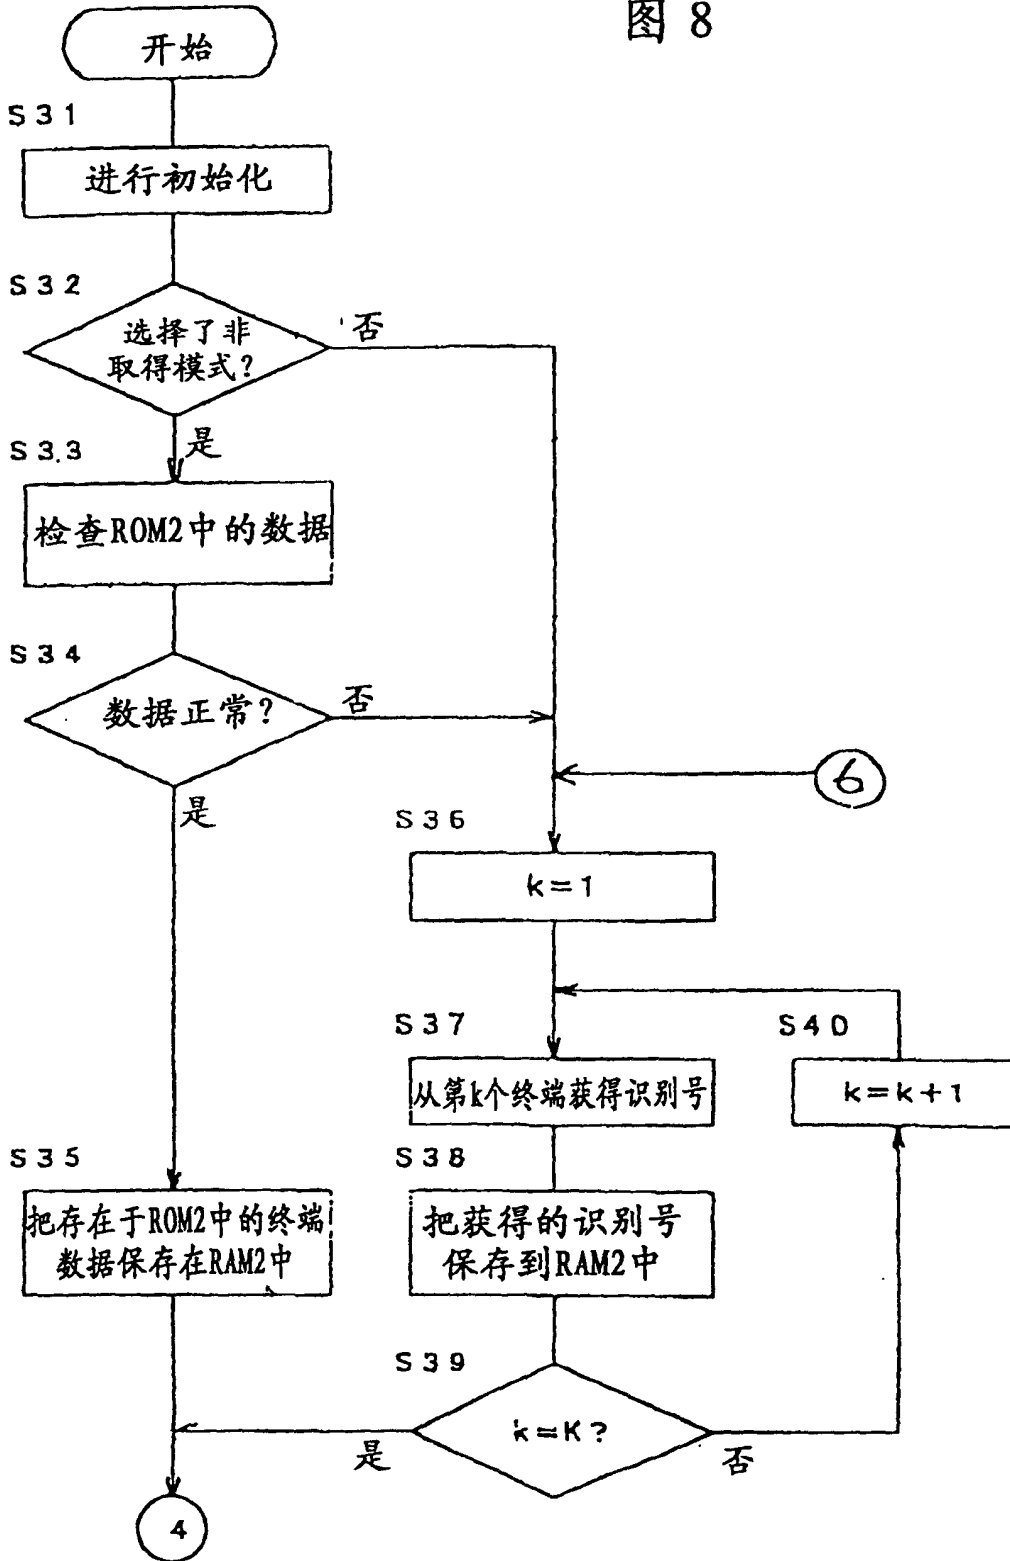 图 8
开始
S31
进行初始化
S32
选择了非
取得模式?
否
是
S33
检查ROM2中的数据
S34
数据正常?
否
是
6
S36
k=1
S37
从第k个终端获得识别号
S40
k=k+1
S35
把存在于ROM2中的终端
数据保存在RAM2中
S38
把获得的识别号
保存到RAM2中
S39
k=K?
是
否
4